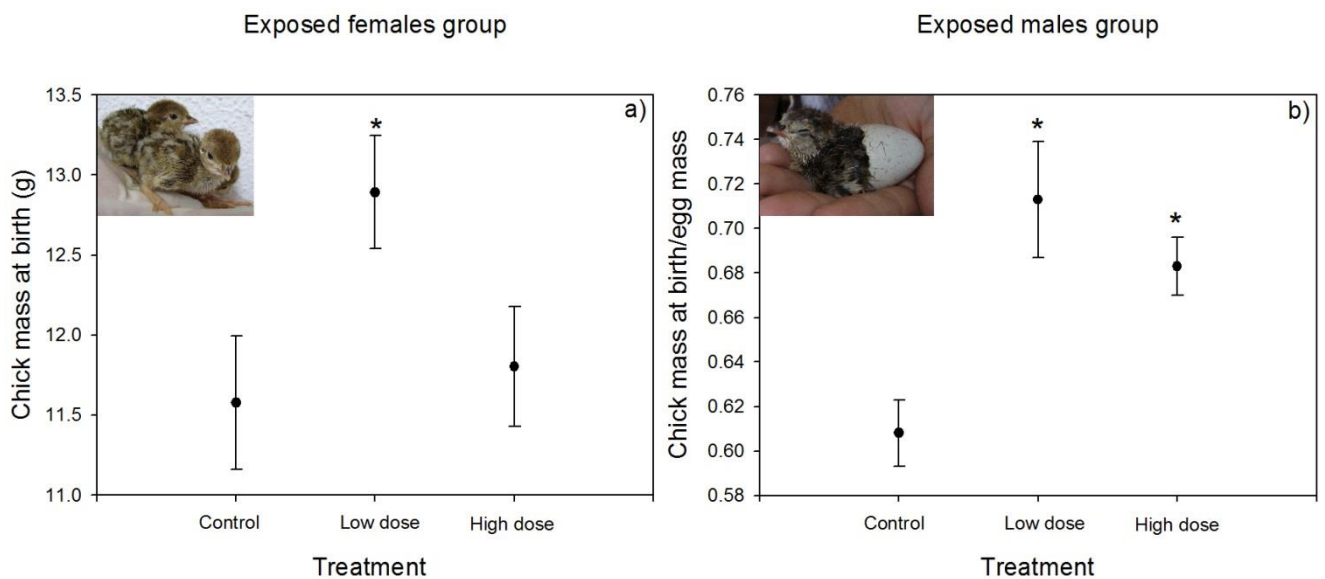 Exposed females group
Exposed males group
a)
13.5
13.0
12.5
12.0
11.5
11.0
*
Chick mass at birth (g)
Control
Low dose
High dose
Treatment
b)
0.76
0.74
0.72
0.70
0.68
0.66
0.64
0.62
0.60
0.58
*
*
Chick mass at birth/egg mass
Control
Low dose
High dose
Treatment